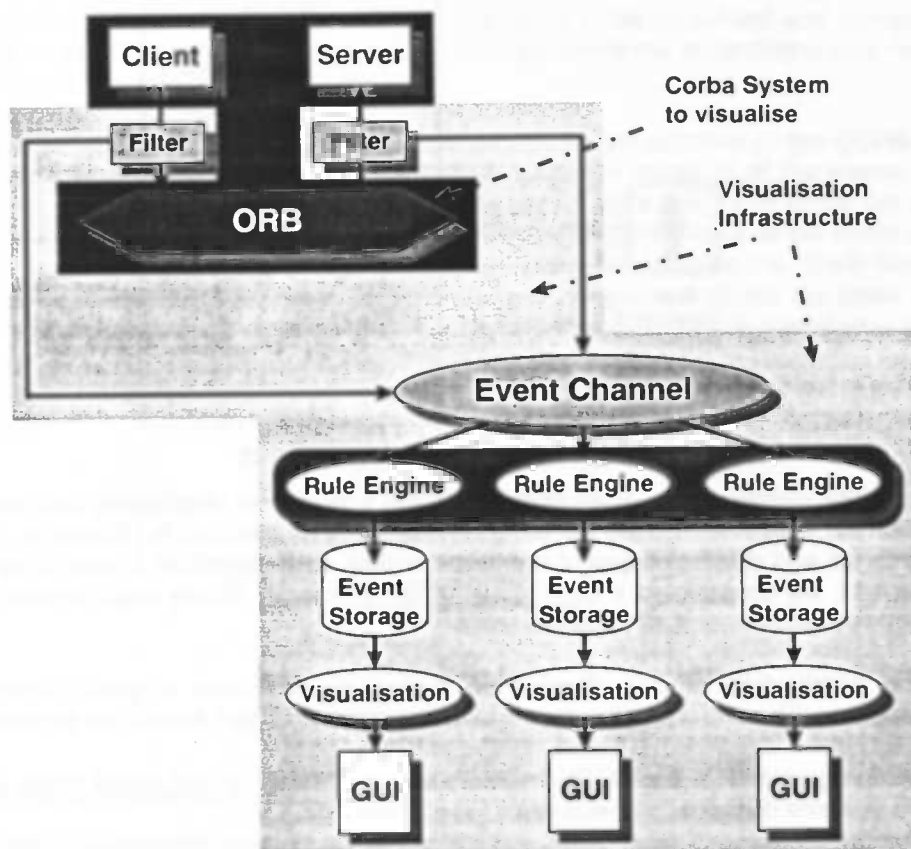 Client
Server
Corba System
to visualise
Filter
Filter
ORB
Visualisation
Infrastructure
Event Channel
Rule Engine
Rule Engine
Rule Engine
Event
Storage
Event
Storage
Event
Storage
Visualisation
Visualisation
Visualisation
GUI
GUI
GUI